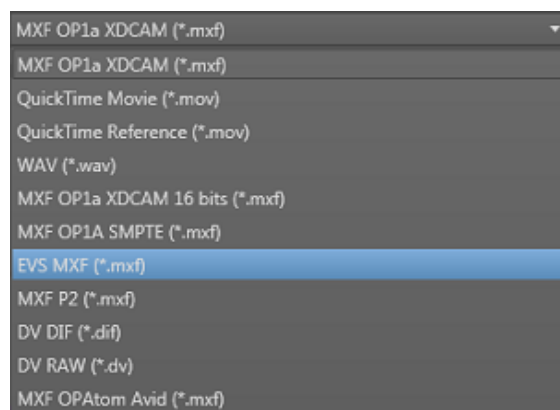 MXF OP1a XDCAM (*.mxf)
MXF OP1a XDCAM (*.mxf)
QuickTime Movie (*.mov)
QuickTime Reference (*.mov)
WAV (*.wav)
MXF OP1a XDCAM 16 bits (*.mxf)
MXF OP1A SMPTE (*.mxf)
EVS MXF (*.mxf)
MXF P2 (*.mxf)
DV DIF (*.dif)
DV RAW (*.dv)
MXF OPAtom Avid (*.mxf)